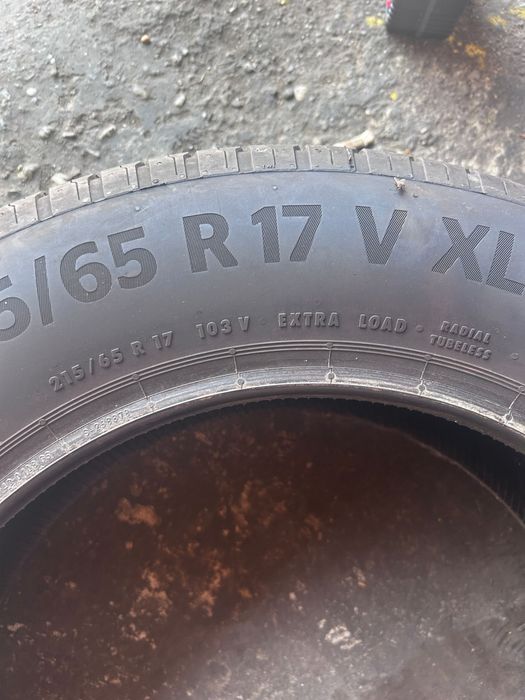 5/65 R 17 V XL
215/65 R 17 103 V · EXTRA LOAD · RADIAL
TUBELESS